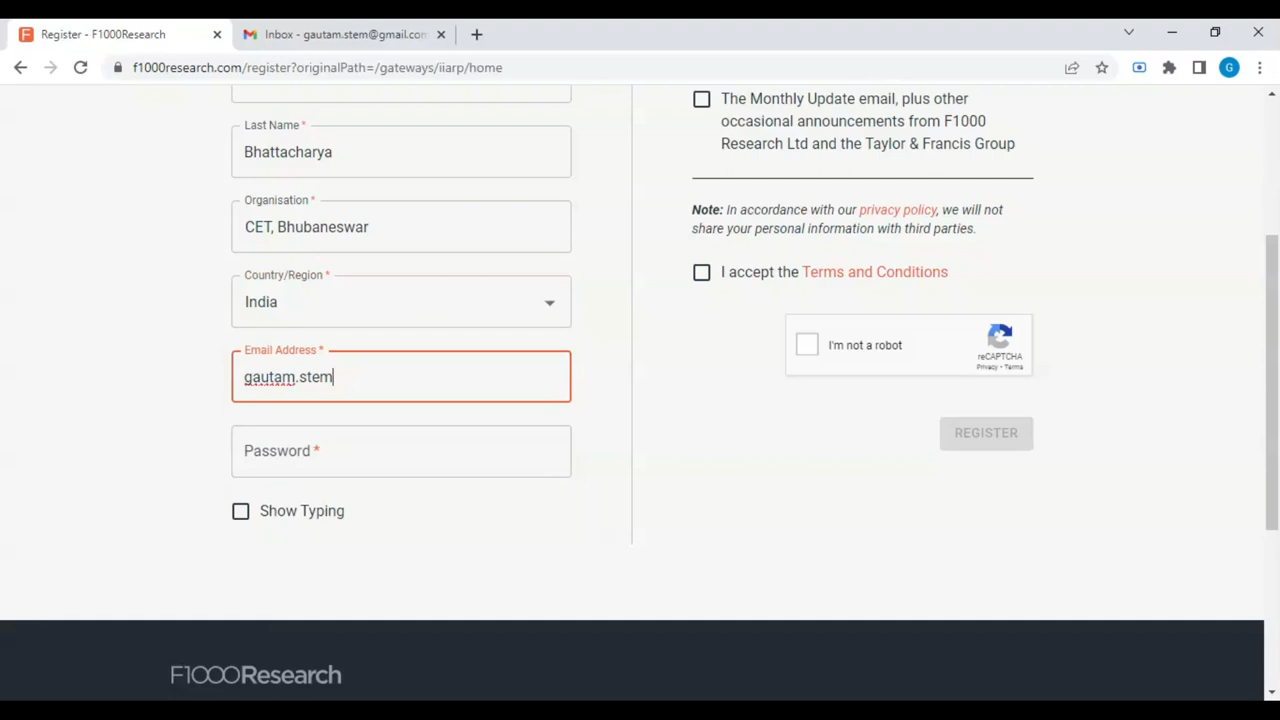 Register - F1000Research
Inbox - gautam.stem@gmail.com
f1000research.com/register?originalPath=/gateways/iiarp/home
G
Last Name *
Bhattacharya
Organisation *
CET, Bhubaneswar
Country/Region *
India
Email Address *
gautam.stem
Password *
Show Typing
The Monthly Update email, plus other
occasional announcements from F1000
Research Ltd and the Taylor & Francis Group
Note: In accordance with our privacy policy, we will not
share your personal information with third parties.
I accept the Terms and Conditions
I'm not a robot
reCAPTCHA
Privacy - Terms
REGISTER
F1000Research